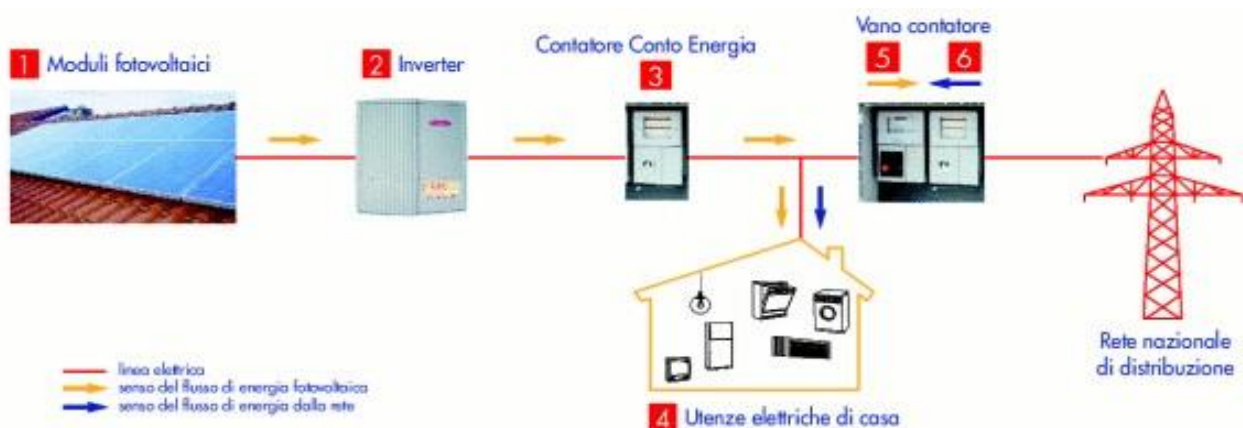 1 Moduli fotovoltaici
2 Inverter
Contatore Conto Energia
3
Vano contatore
5 6
Rete nazionale
di distribuzione
linea elettrica
senso del flusso di energia fotovoltaica
senso del flusso di energia dalla rete
4 Utenze elettriche di casa